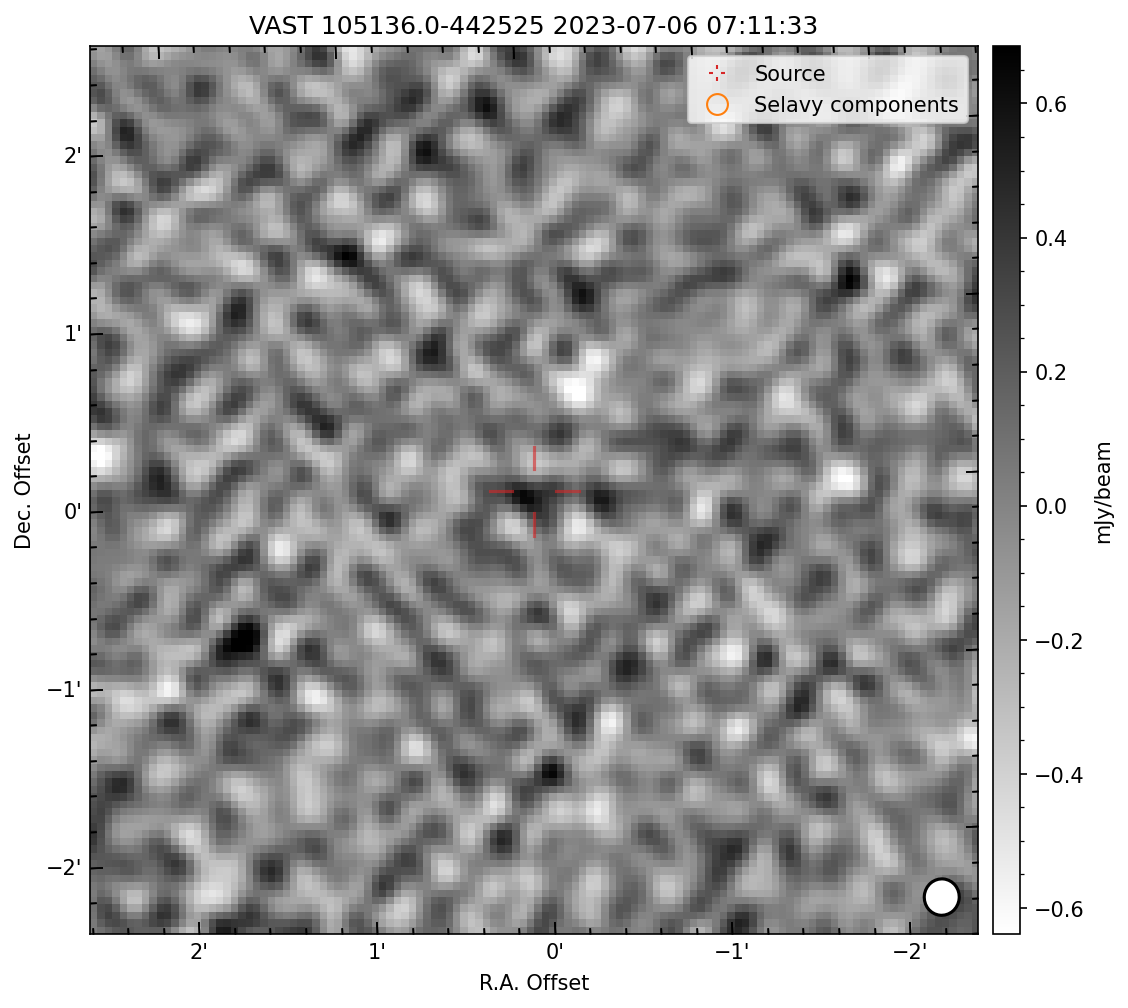 VAST 105136.0-442525 2023-07-06 07:11:33
Source
Selavy components
2'
1'
0'
−1'
−2'
Dec. Offset
2'
1'
0'
−1'
−2'
R.A. Offset
0.6
0.4
0.2
0.0
−0.2
−0.4
−0.6
mJy/beam